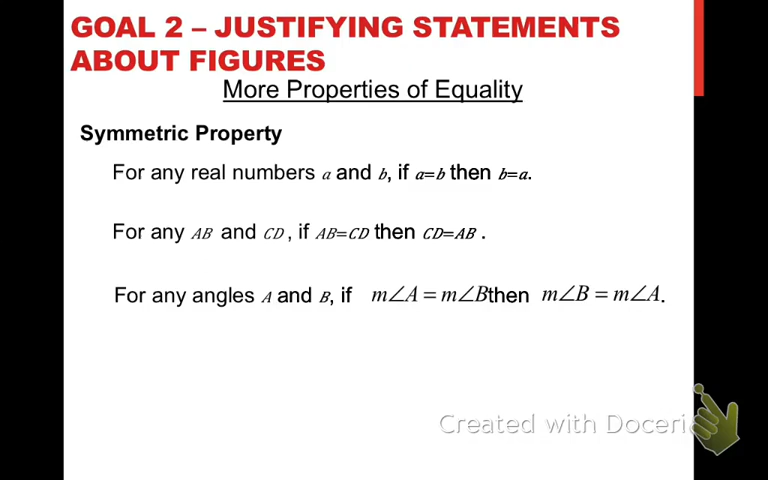 GOAL 2 – JUSTIFYING STATEMENTS
ABOUT FIGURES
More Properties of Equality
Symmetric Property
For any real numbers a and b, if a=b then b=a.
For any AB and CD, if AB=CD then CD=AB .
For any angles A and B, if m∠A = m∠B then m∠B = m∠A.
Created with Doceri